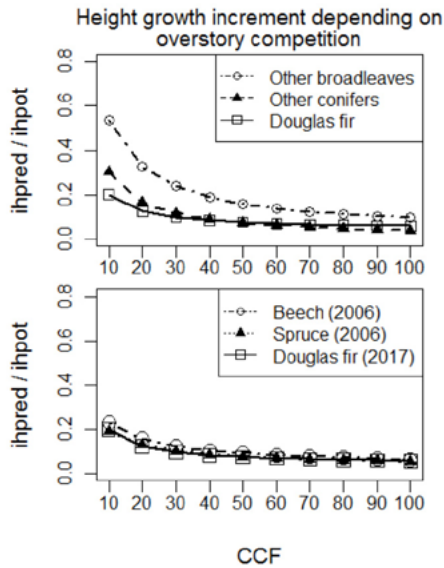 Height growth increment depending on
overstory competition
ihpred / ihpot
0.0 0.2 0.4 0.6 0.8
Other broadleaves
Other conifers
Douglas fir
10 20 30 40 50 60 70 80 90 100
ihpred / ihpot
0.0 0.2 0.4 0.6 0.8
Beech (2006)
Spruce (2006)
Douglas fir (2017)
10 20 30 40 50 60 70 80 90 100
CCF